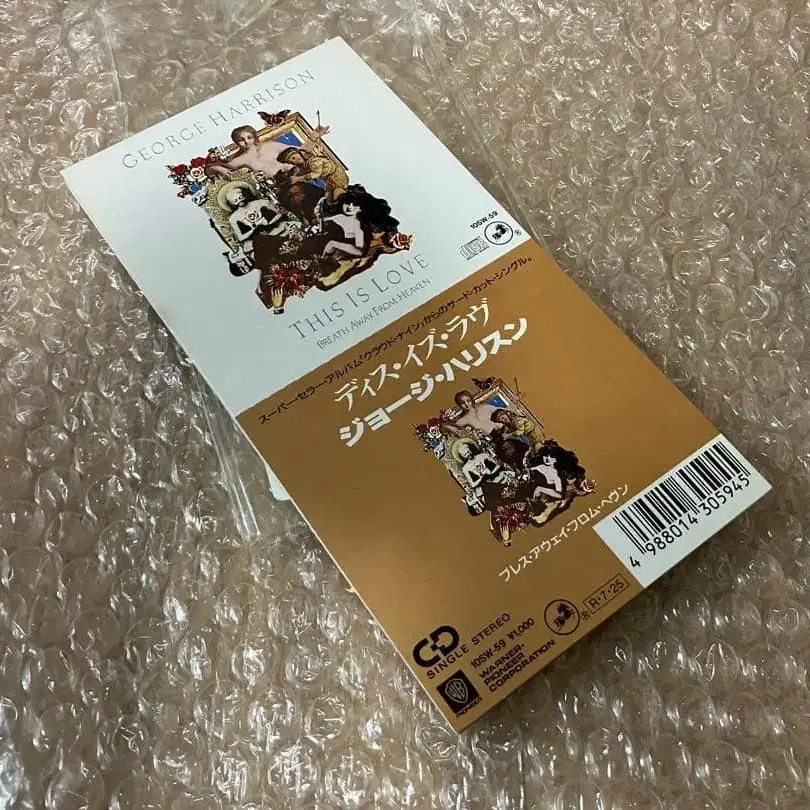 GEORGE HARRISON
THIS IS LOVE
BREATH AWAY FROM HEAVEN
10SW-59
®
スーパー・セラー・アルバム「クラウド・ナイン」からのサード・カット・シングル。
ディス・イズ・ラヴ
ジョージ・ハリスン
ブレス・アウェイ・フロム・ヘヴン
4 988014 305945
CD
SINGLE STEREO
10SW-59 ¥1,000
® R・7・25
WB
PIONEER
WARNER-PIONEER
CORPORATION